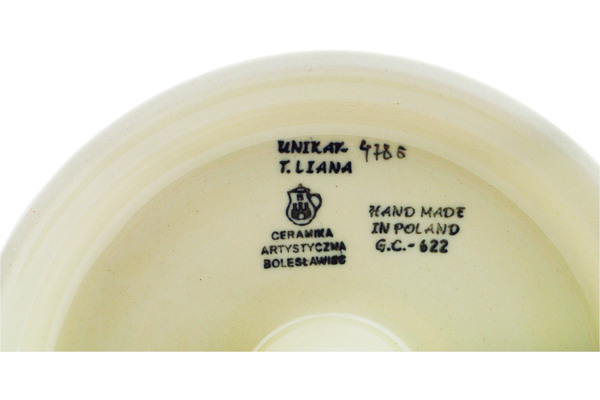 UNIKAT- 4786
T. LIANA
CERAMIKA
ARTYSTYCZNA
BOLESŁAWIEC
HAND MADE
IN POLAND
G.C.-622